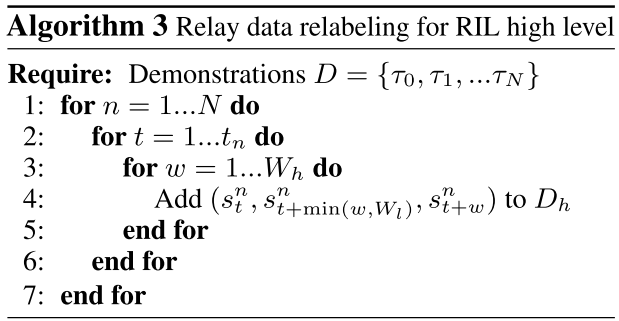 Algorithm 3 Relay data relabeling for RIL high level
Require: Demonstrations $D = \{\tau_0, \tau_1, ...\tau_N\}$
1: for $n = 1...N$ do
2: for $t = 1...t_n$ do
3: for $w = 1...W_h$ do
4: Add $(s_t^n, s_{t+\min(w,W_l)}^n, s_{t+w}^n)$ to $D_h$
5: end for
6: end for
7: end for